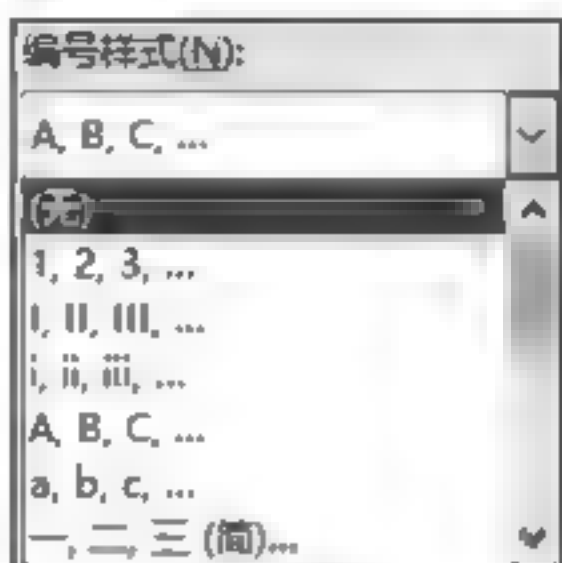 编号样式(N):
A, B, C, ...
(无)
1, 2, 3, ...
I, II, III, ...
i, ii, iii, ...
A, B, C, ...
a, b, c, ...
一, 二, 三 (简)...